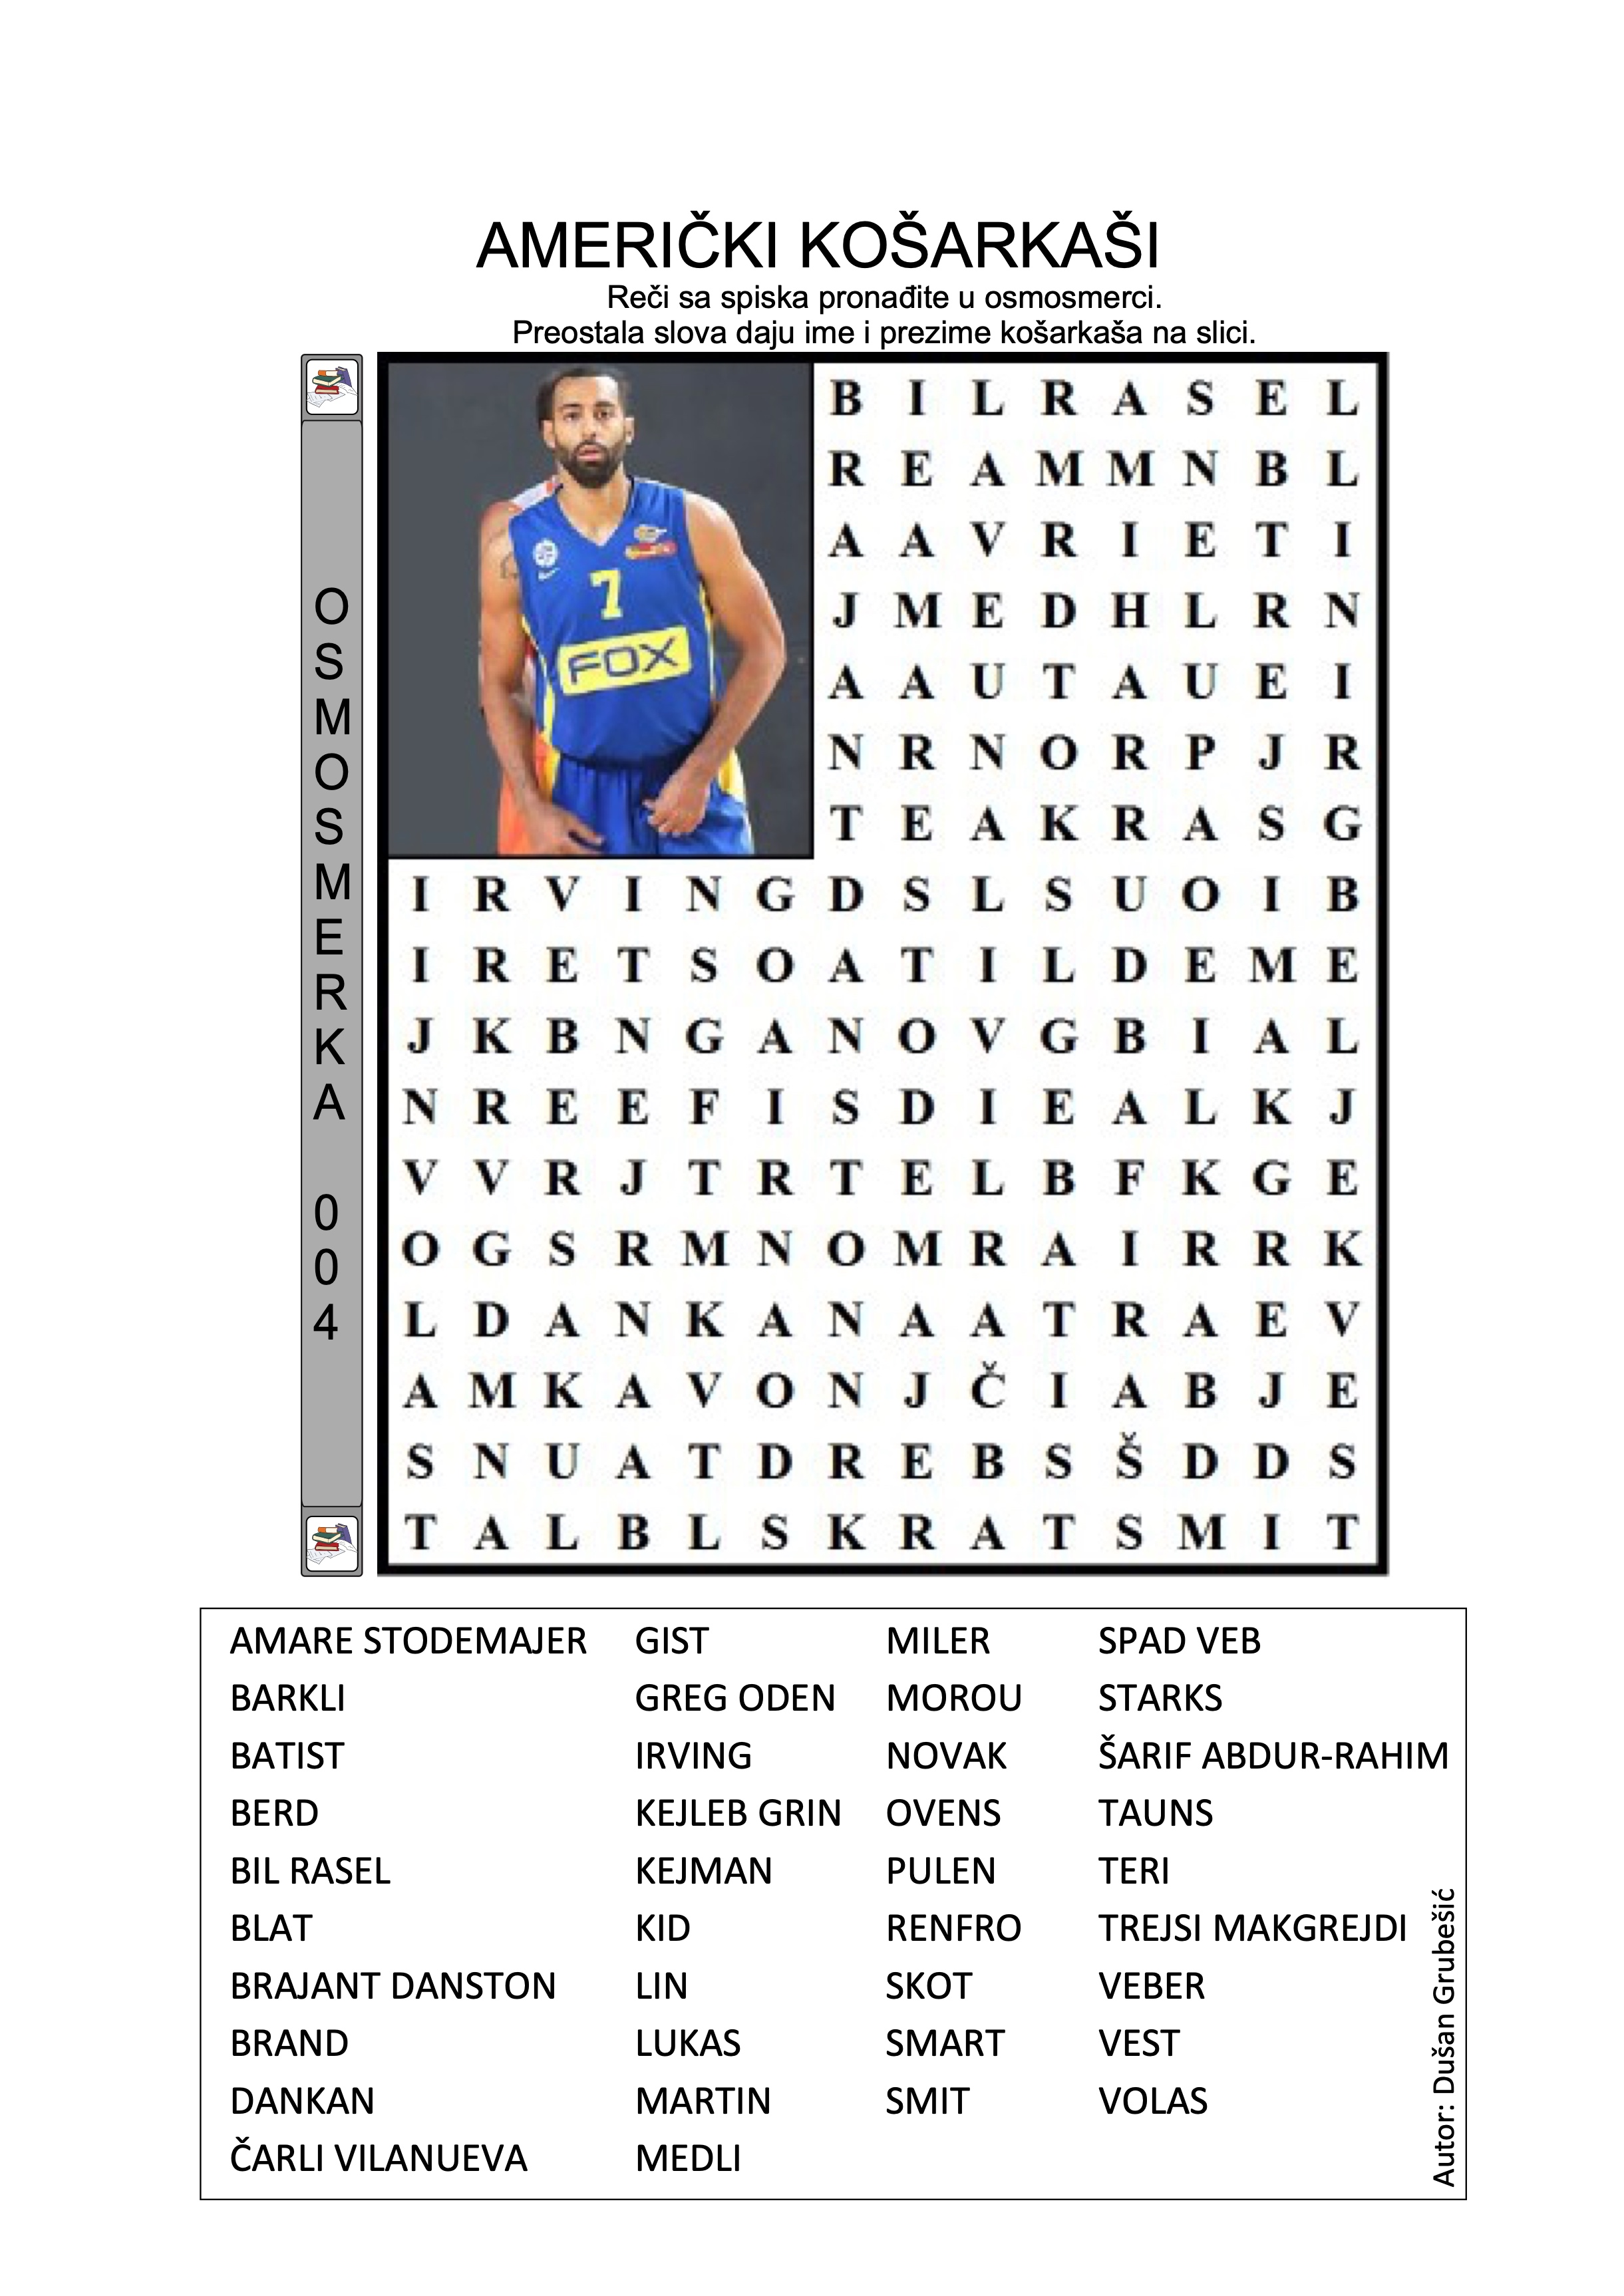 AMERIČKI KOŠARKAŠI
Reči sa spiska pronađite u osmosmerci.
Preostala slova daju ime i prezime košarkaša na slici.
OSMOSMERKA 004
7
FOX
B I L R A S E L
R E A M M N B L
A A V R I E T I
J M E D H L R N
A A U T A U E I
N R N O R P J R
T E A K R A S G
I R V I N G D S L S U O I B
I R E T S O A T I L D E M E
J K B N G A N O V G B I A L
N R E E F I S D I E A L K J
V V R J T R T E L B F K G E
O G S R M N O M R A I R R K
L D A N K A N A A T R A E V
A M K A V O N J Č I A B J E
S N U A T D R E B S Š D D S
T A L B L S K R A T S M I T
AMARE STODEMAJER GIST MILER SPAD VEB
BARKLI GREG ODEN MOROU STARKS
BATIST IRVING NOVAK ŠARIF ABDUR-RAHIM
BERD KEJLEB GRIN OVENS TAUNS
BIL RASEL KEJMAN PULEN TERI
BLAT KID RENFRO TREJSI MAKGREJDI
BRAJANT DANSTON LIN SKOT VEBER
BRAND LUKAS SMART VEST
DANKAN MARTIN SMIT VOLAS
ČARLI VILANUEVA MEDLI
Autor: Dušan Grubešić